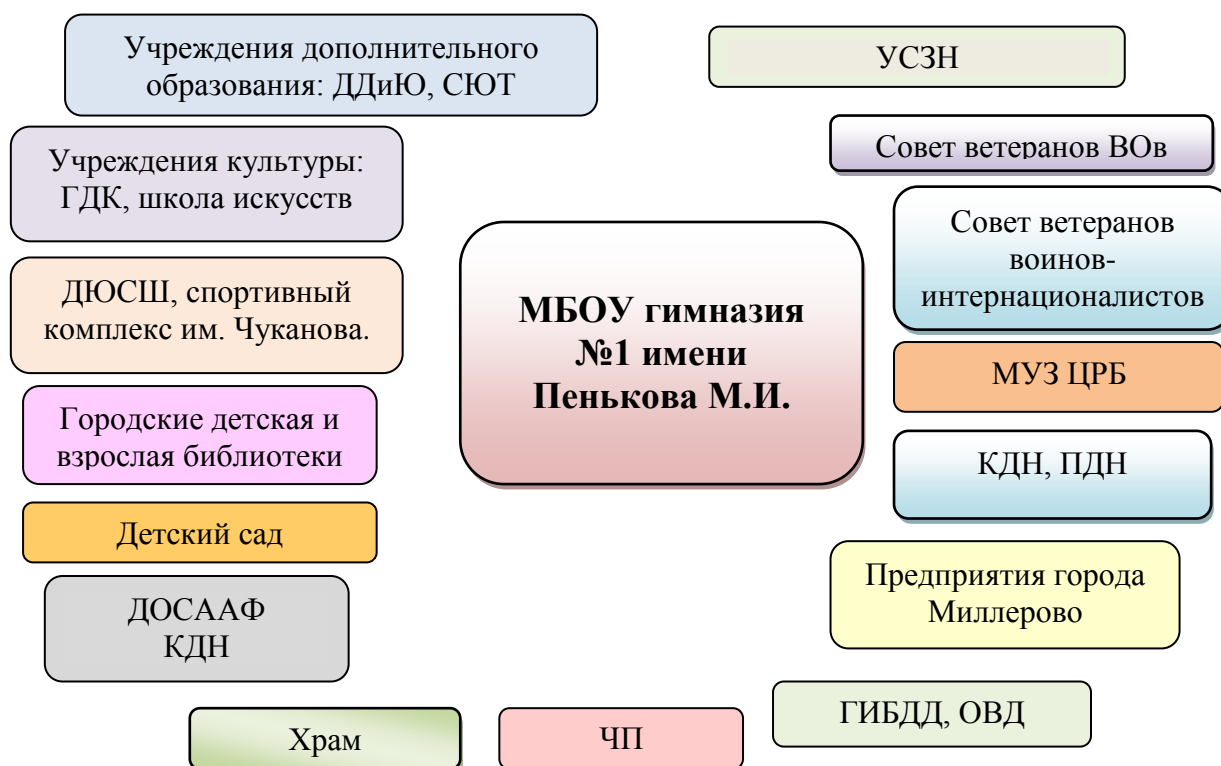 Учреждения дополнительного
образования: ДДиЮ, СЮТ
УСЗН
Учреждения культуры:
ГДК, школа искусств
Совет ветеранов ВОв
Совет ветеранов
воинов-
интернационалистов
ДЮСШ, спортивный
комплекс им. Чуканова.
МБОУ гимназия
№1 имени
Пенькова М.И.
МУЗ ЦРБ
Городские детская и
взрослая библиотеки
КДН, ПДН
Детский сад
Предприятия города
Миллерово
ДОСААФ
КДН
ГИБДД, ОВД
Храм
ЧП